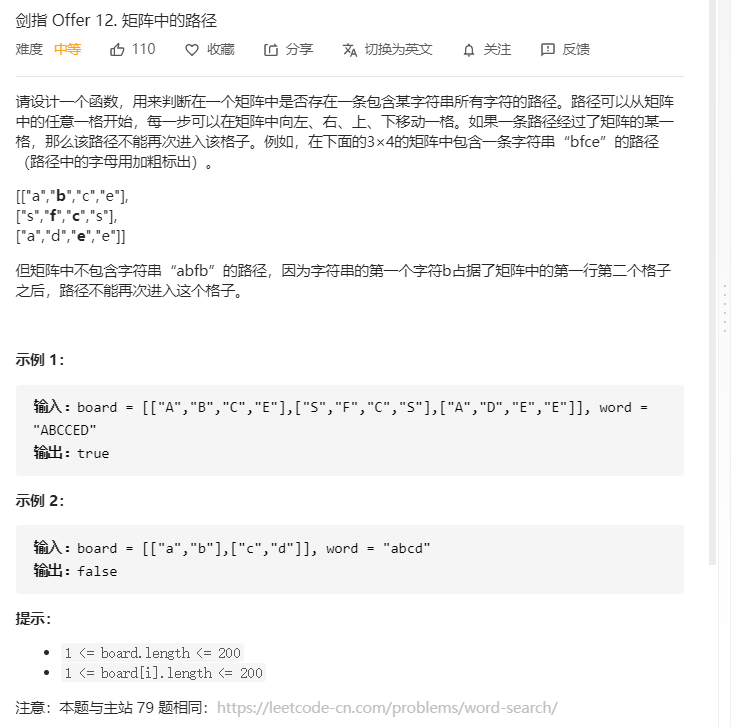 剑指 Offer 12. 矩阵中的路径
难度 中等 110 收藏 分享 切换为英文 关注 反馈
请设计一个函数，用来判断在一个矩阵中是否存在一条包含某字符串所有字符的路径。路径可以从矩阵
中的任意一格开始，每一步可以在矩阵中向左、右、上、下移动一格。如果一条路径经过了矩阵的某一
格，那么该路径不能再次进入该格子。例如，在下面的3×4的矩阵中包含一条字符串“bfce”的路径
（路径中的字母用加粗标出）。
[["a","b","c","e"],
["s","f","c","s"],
["a","d","e","e"]]
但矩阵中不包含字符串“abfb”的路径，因为字符串的第一个字符b占据了矩阵中的第一行第二个格子
之后，路径不能再次进入这个格子。
示例 1：
输入：board = [["A","B","C","E"],["S","F","C","S"],["A","D","E","E"]], word =
"ABCCED"
输出：true
示例 2：
输入：board = [["a","b"],["c","d"]], word = "abcd"
输出：false
提示：
1 <= board.length <= 200
1 <= board[i].length <= 200
注意：本题与主站 79 题相同：https://leetcode-cn.com/problems/word-search/